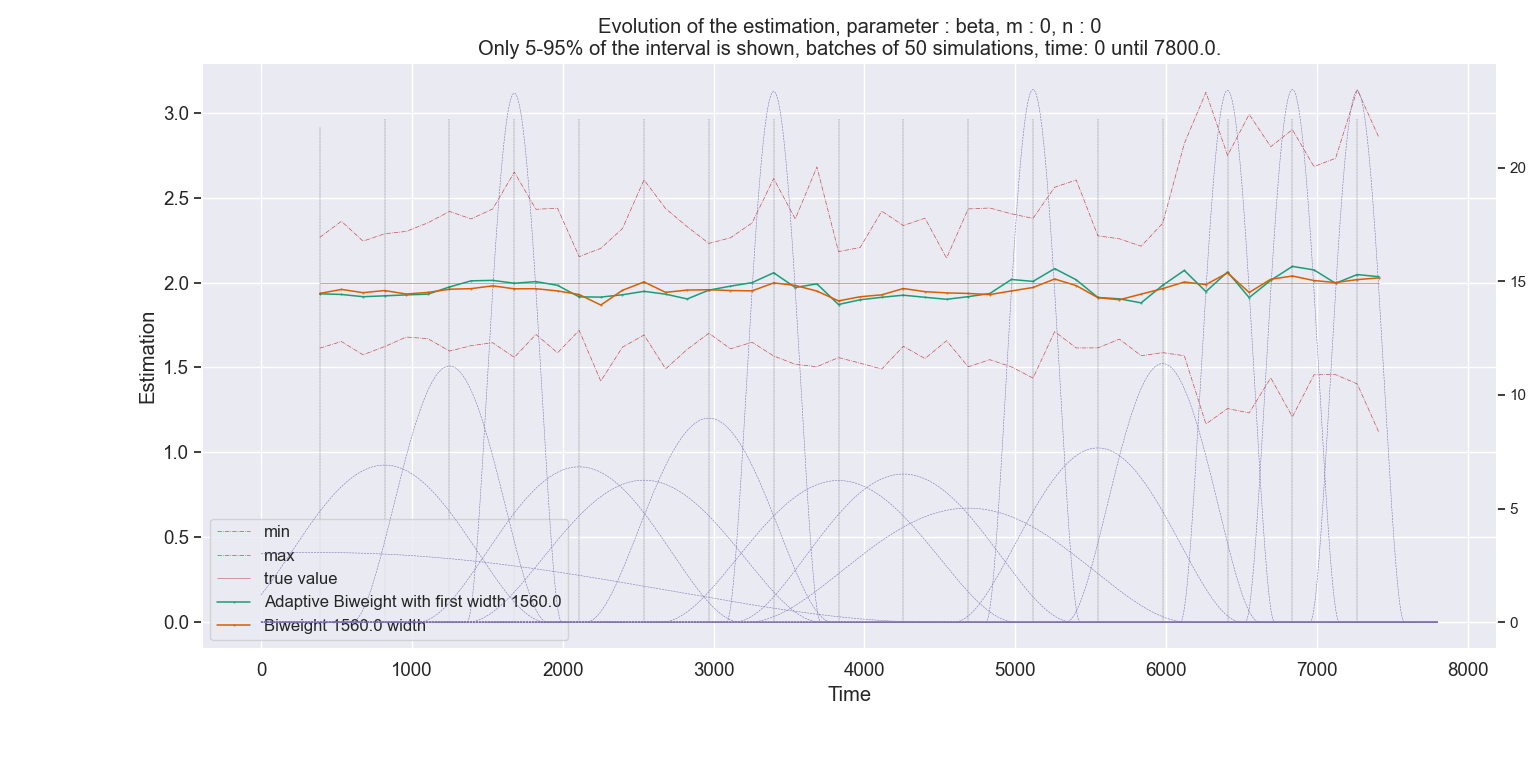 Evolution of the estimation, parameter : beta, m : 0, n : 0
Only 5-95% of the interval is shown, batches of 50 simulations, time: 0 until 7800.0.
Estimation
3.0
2.5
2.0
1.5
1.0
0.5
0.0
20
15
10
5
0
min
max
true value
Adaptive Biweight with first width 1560.0
Biweight 1560.0 width
0 1000 2000 3000 4000 5000 6000 7000 8000
Time